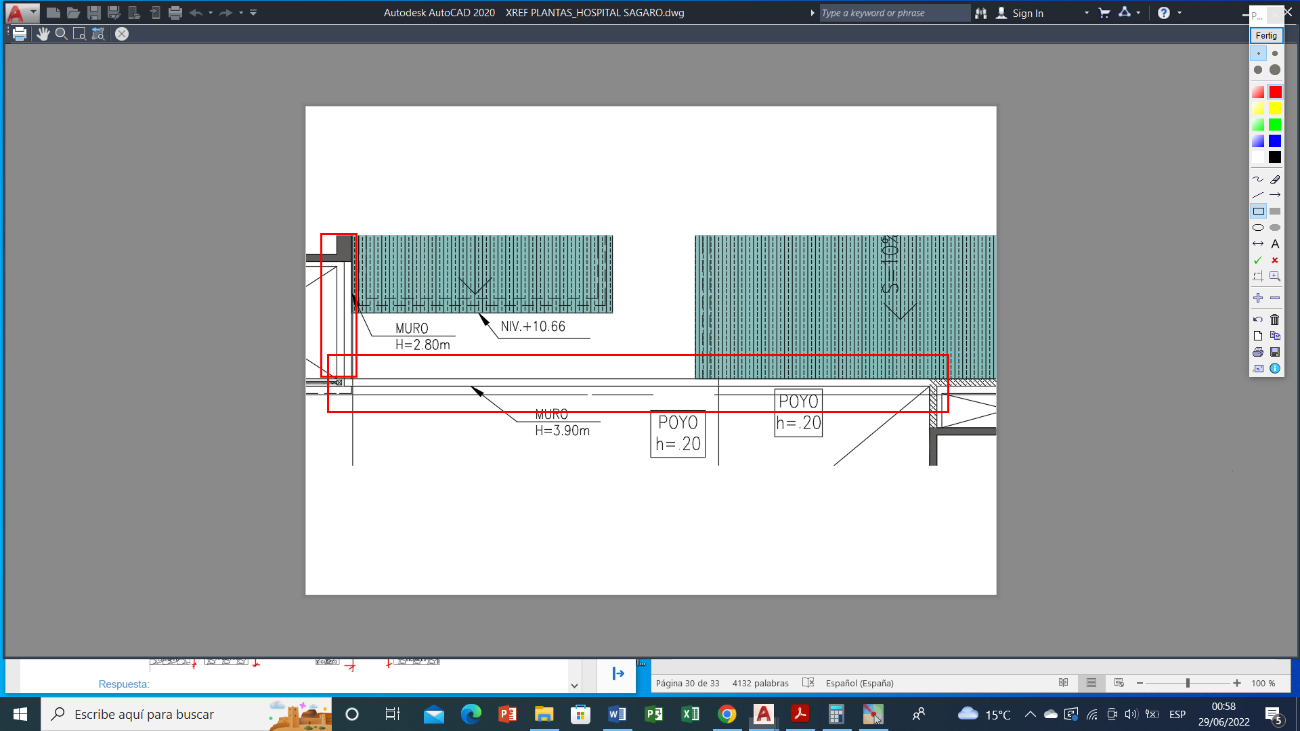 Autodesk AutoCAD 2020 XREF PLANTAS_HOSPITAL SAGARO.dwg
Type a keyword or phrase
Sign In
P...
Fertig
A
S=10%
MURO
H=2.80m
NIV.+10.66
MURO
H=3.90m
POYO
h=.20
POYO
h=.20
Respuesta:
Página 30 de 33 4132 palabras Español (España) 100 %
Escribe aquí para buscar
15°C ESP
00:58
29/06/2022
5